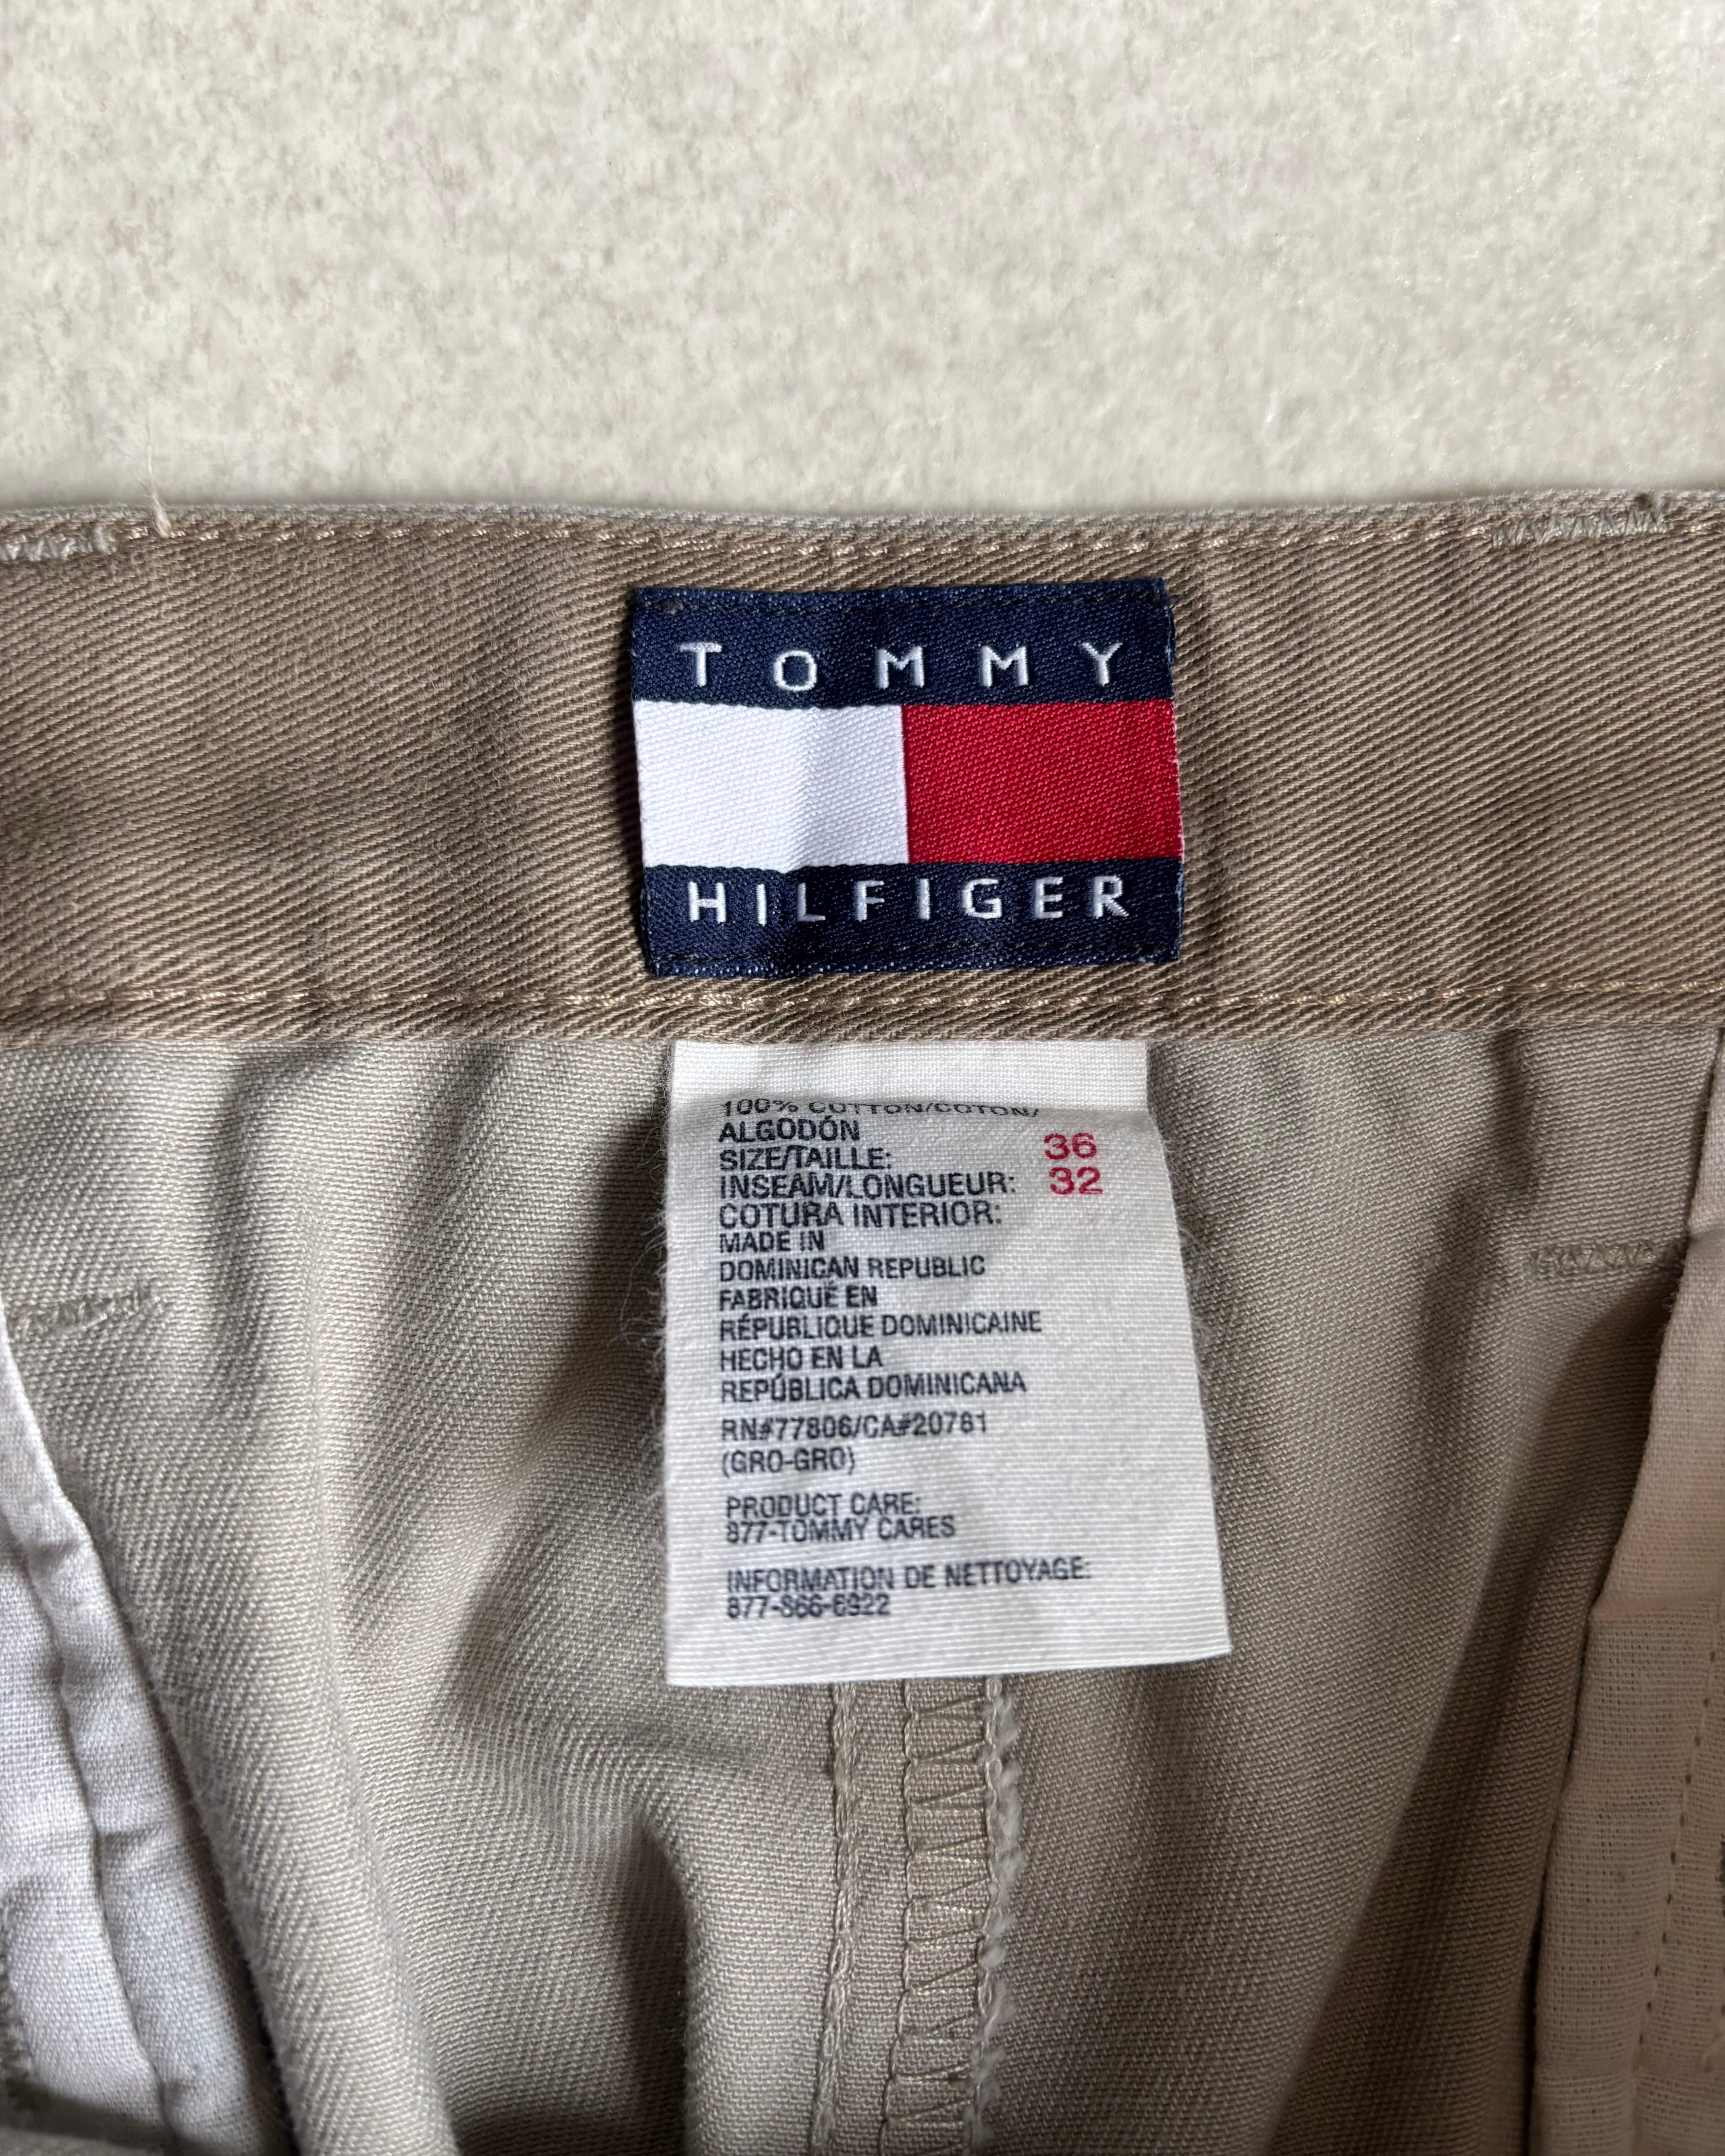 TOMMY
HILFIGER
100% COTTON/COTON/
ALGODÓN
SIZE/TAILLE: 36
INSEAM/LONGUEUR: 32
COTURA INTERIOR:
MADE IN
DOMINICAN REPUBLIC
FABRIQUÉ EN
RÉPUBLIQUE DOMINICAINE
HECHO EN LA
REPÚBLICA DOMINICANA
RN#77806/CA#20781
(GRO-GRO)
PRODUCT CARE:
877-TOMMY CARES
INFORMATION DE NETTOYAGE:
877-866-6922